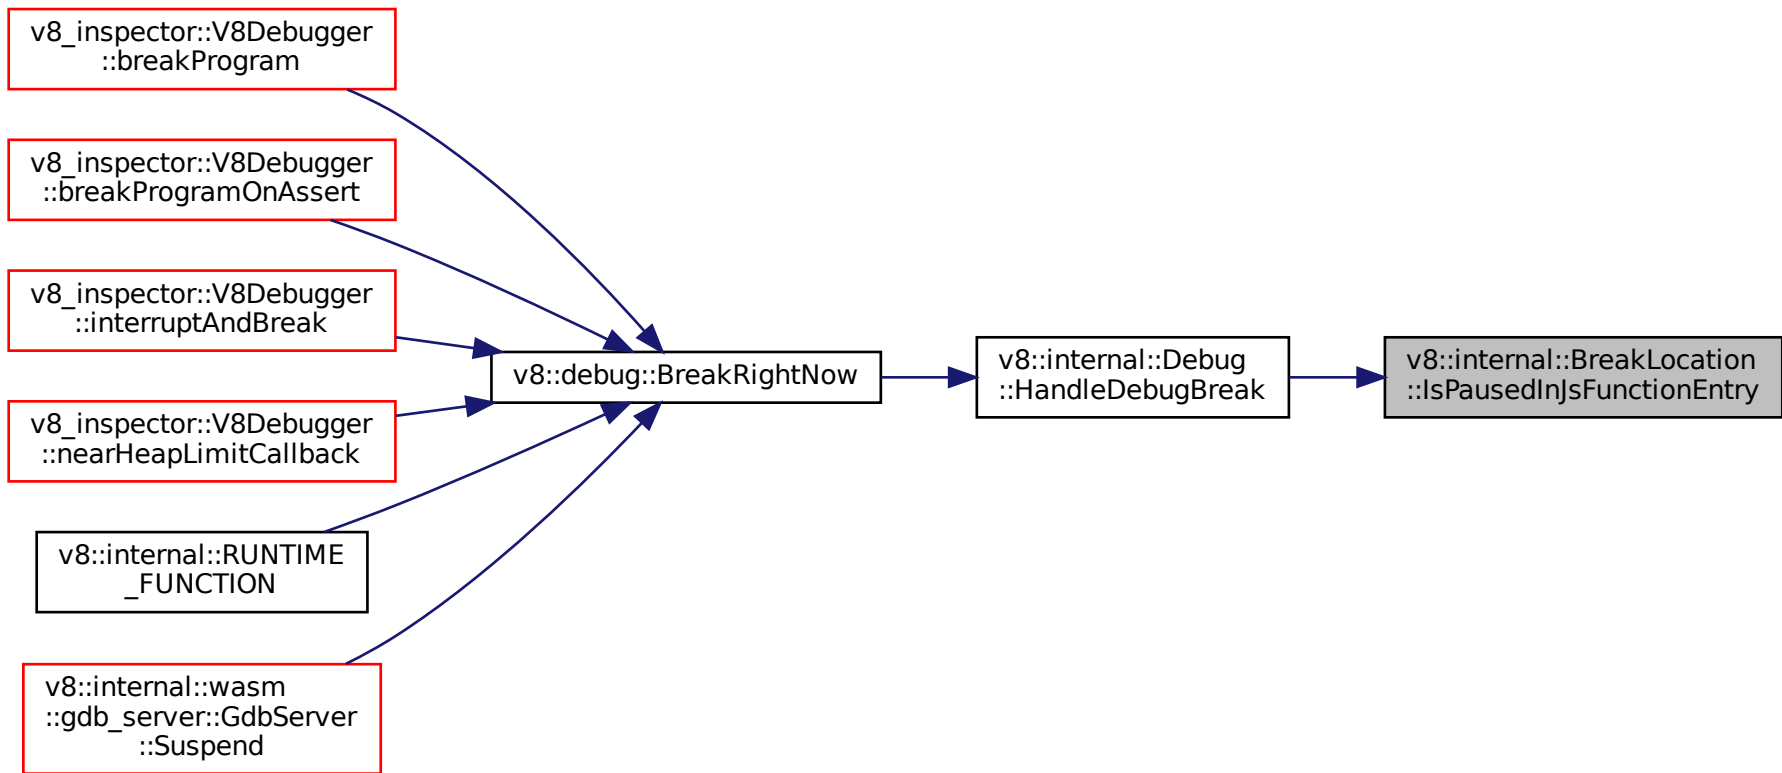 v8_inspector::V8Debugger
::breakProgram
v8_inspector::V8Debugger
::breakProgramOnAssert
v8_inspector::V8Debugger
::interruptAndBreak
v8_inspector::V8Debugger
::nearHeapLimitCallback
v8::internal::RUNTIME
_FUNCTION
v8::internal::wasm
::gdb_server::GdbServer
::Suspend
v8::debug::BreakRightNow
v8::internal::Debug
::HandleDebugBreak
v8::internal::BreakLocation
::IsPausedInJsFunctionEntry